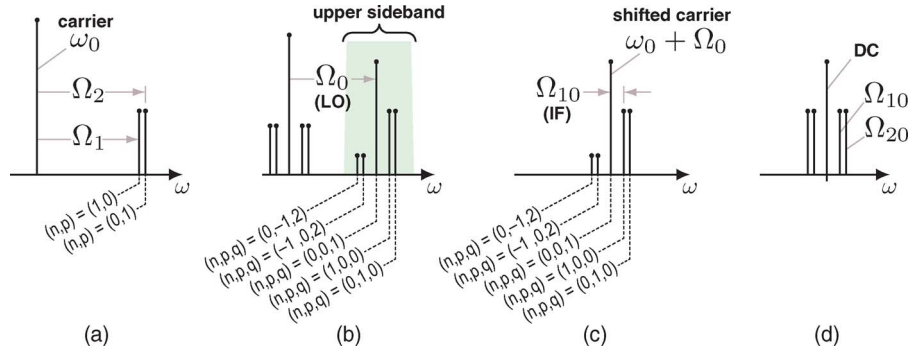 carrier
ω₀
Ω₂
Ω₁
ω
(n,p) = (1,0)
(n,p) = (0,1)
(a)
upper sideband
Ω₀
(LO)
ω
(n,p,q) = (0,−1,2)
(n,p,q) = (−1 ,0,2)
(n,p,q) = (0,0,1)
(n,p,q) = (1,0,0)
(n,p,q) = (0,1,0)
(b)
shifted carrier
ω₀ + Ω₀
Ω₁₀
(IF)
ω
(n,p,q) = (0,−1,2)
(n,p,q) = (−1 ,0,2)
(n,p,q) = (0,0,1)
(n,p,q) = (1,0,0)
(n,p,q) = (0,1,0)
(c)
DC
Ω₁₀
Ω₂₀
ω
(d)